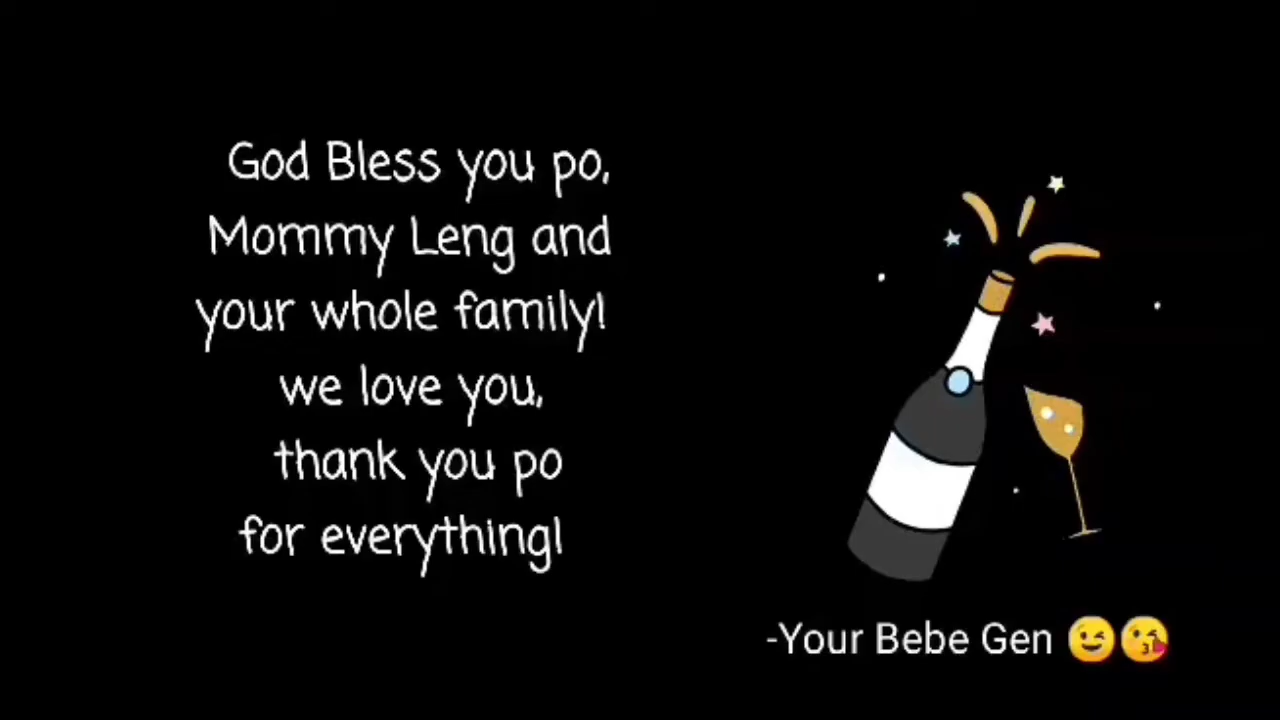 God Bless you po,
Mommy Leng and
your whole family!
we love you,
thank you po
for everything!
-Your Bebe Gen 😉😘